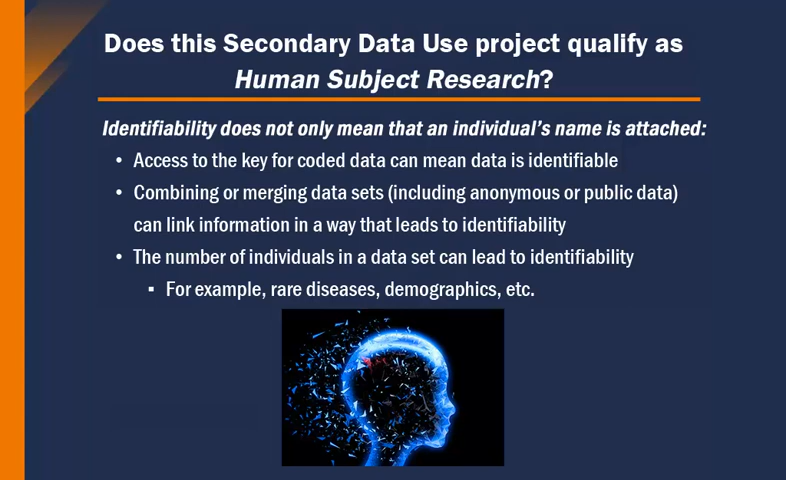 Does this Secondary Data Use project qualify as
Human Subject Research?
Identifiability does not only mean that an individual's name is attached:
• Access to the key for coded data can mean data is identifiable
• Combining or merging data sets (including anonymous or public data)
can link information in a way that leads to identifiability
• The number of individuals in a data set can lead to identifiability
▪ For example, rare diseases, demographics, etc.